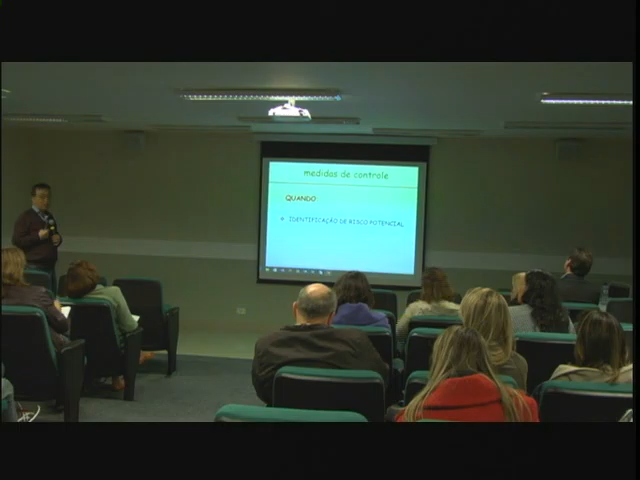 medidas de controle
QUANDO:
IDENTIFICAÇÃO DE RISCO POTENCIAL